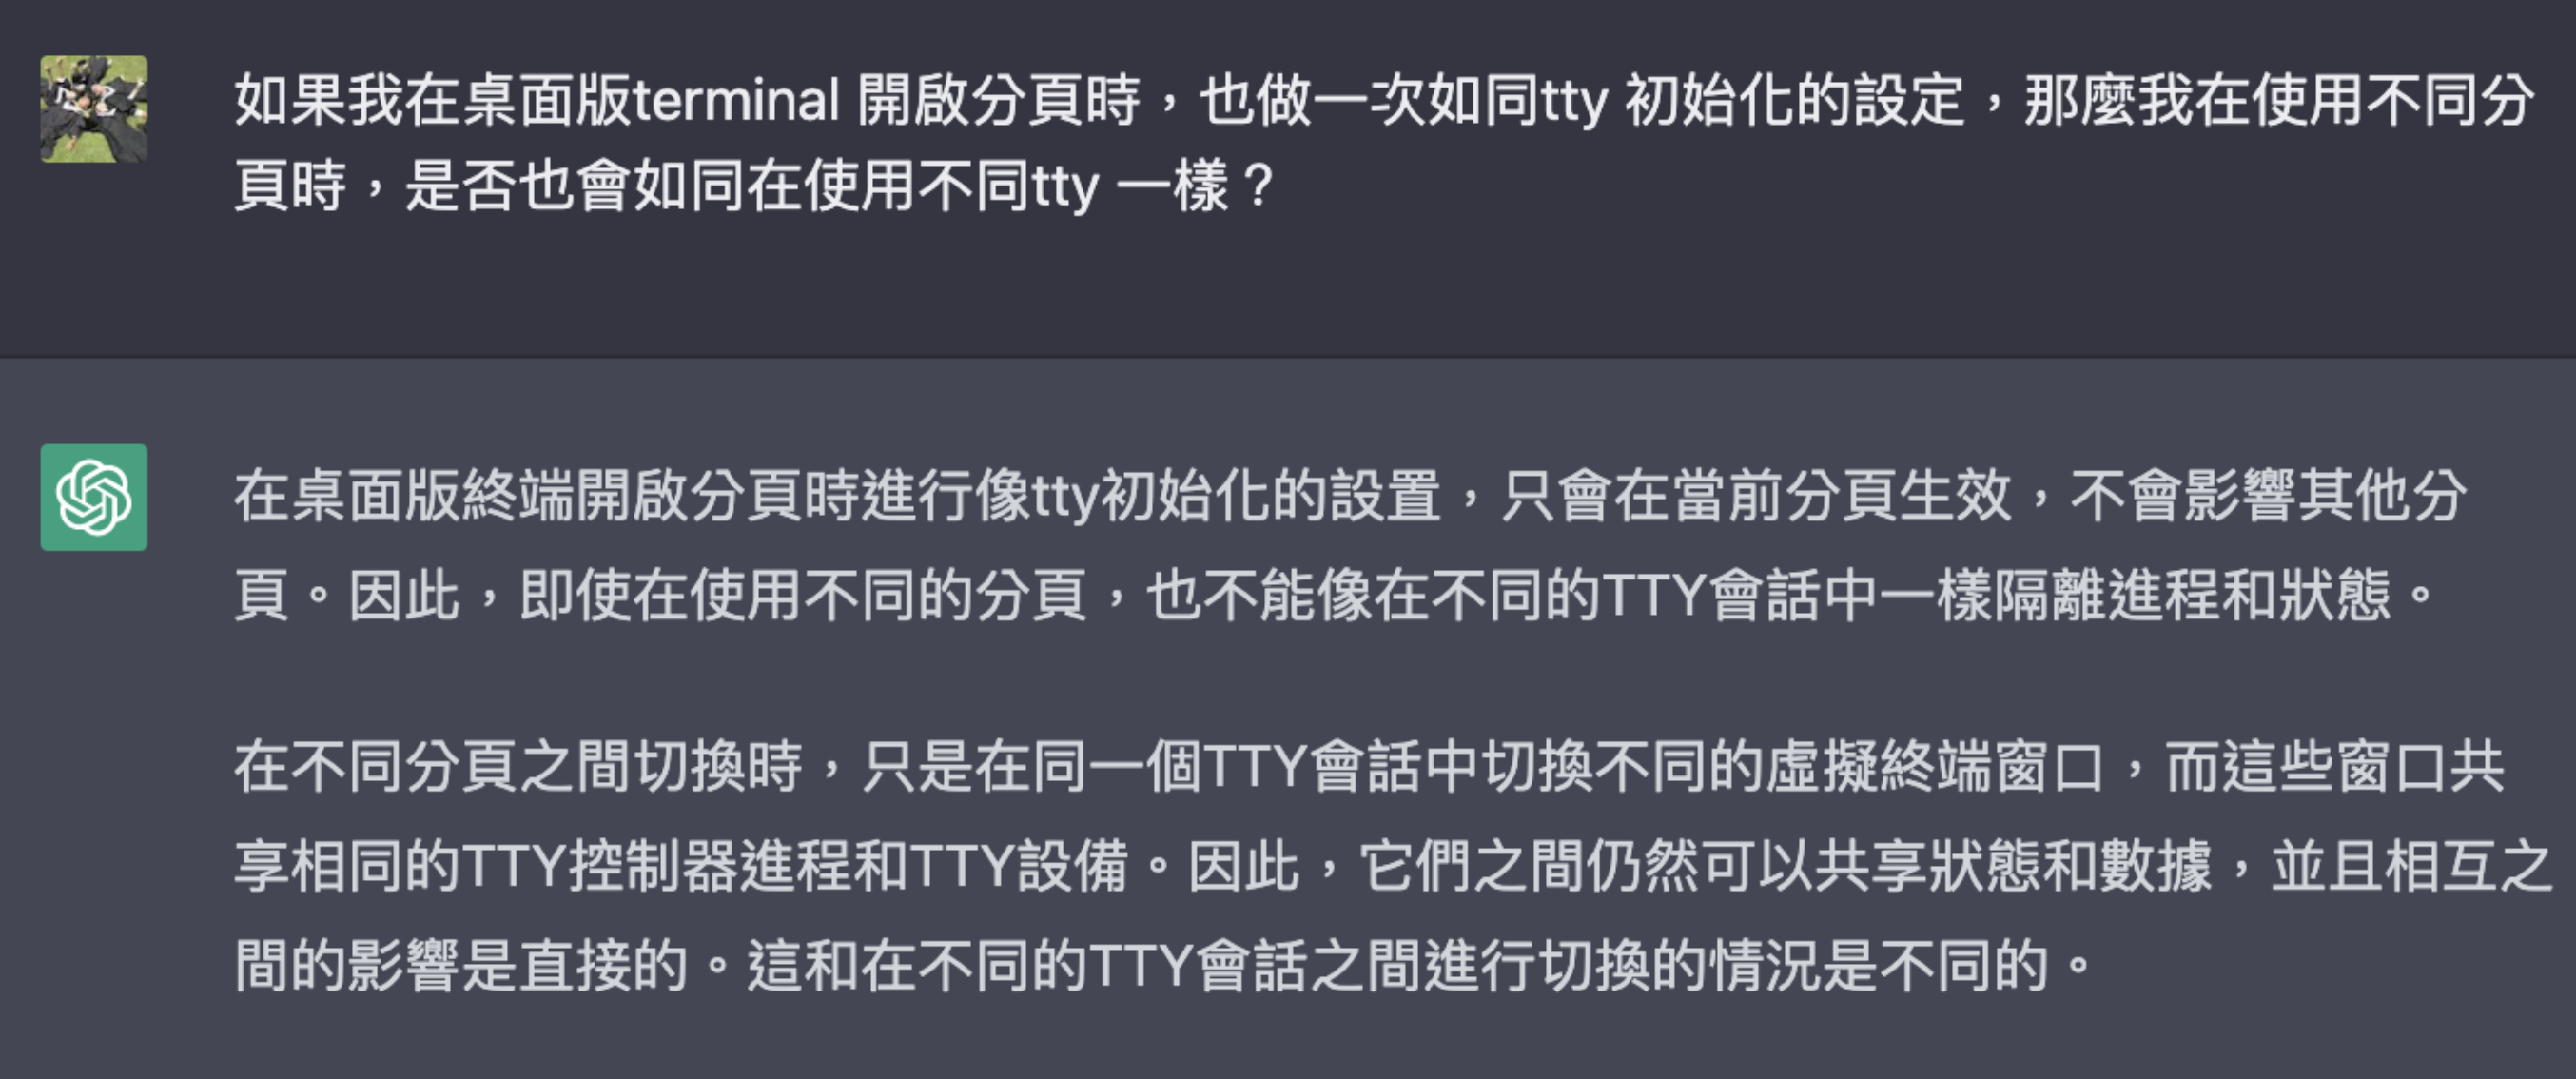 如果我在桌面版terminal 開啟分頁時，也做一次如同tty 初始化的設定，那麼我在使用不同分
頁時，是否也會如同在使用不同tty 一樣？
在桌面版終端開啟分頁時進行像tty初始化的設置，只會在當前分頁生效，不會影響其他分
頁。因此，即使在使用不同的分頁，也不能像在不同的TTY會話中一樣隔離進程和狀態。
在不同分頁之間切換時，只是在同一個TTY會話中切換不同的虛擬終端窗口，而這些窗口共
享相同的TTY控制器進程和TTY設備。因此，它們之間仍然可以共享狀態和數據，並且相互之
間的影響是直接的。這和在不同的TTY會話之間進行切換的情況是不同的。